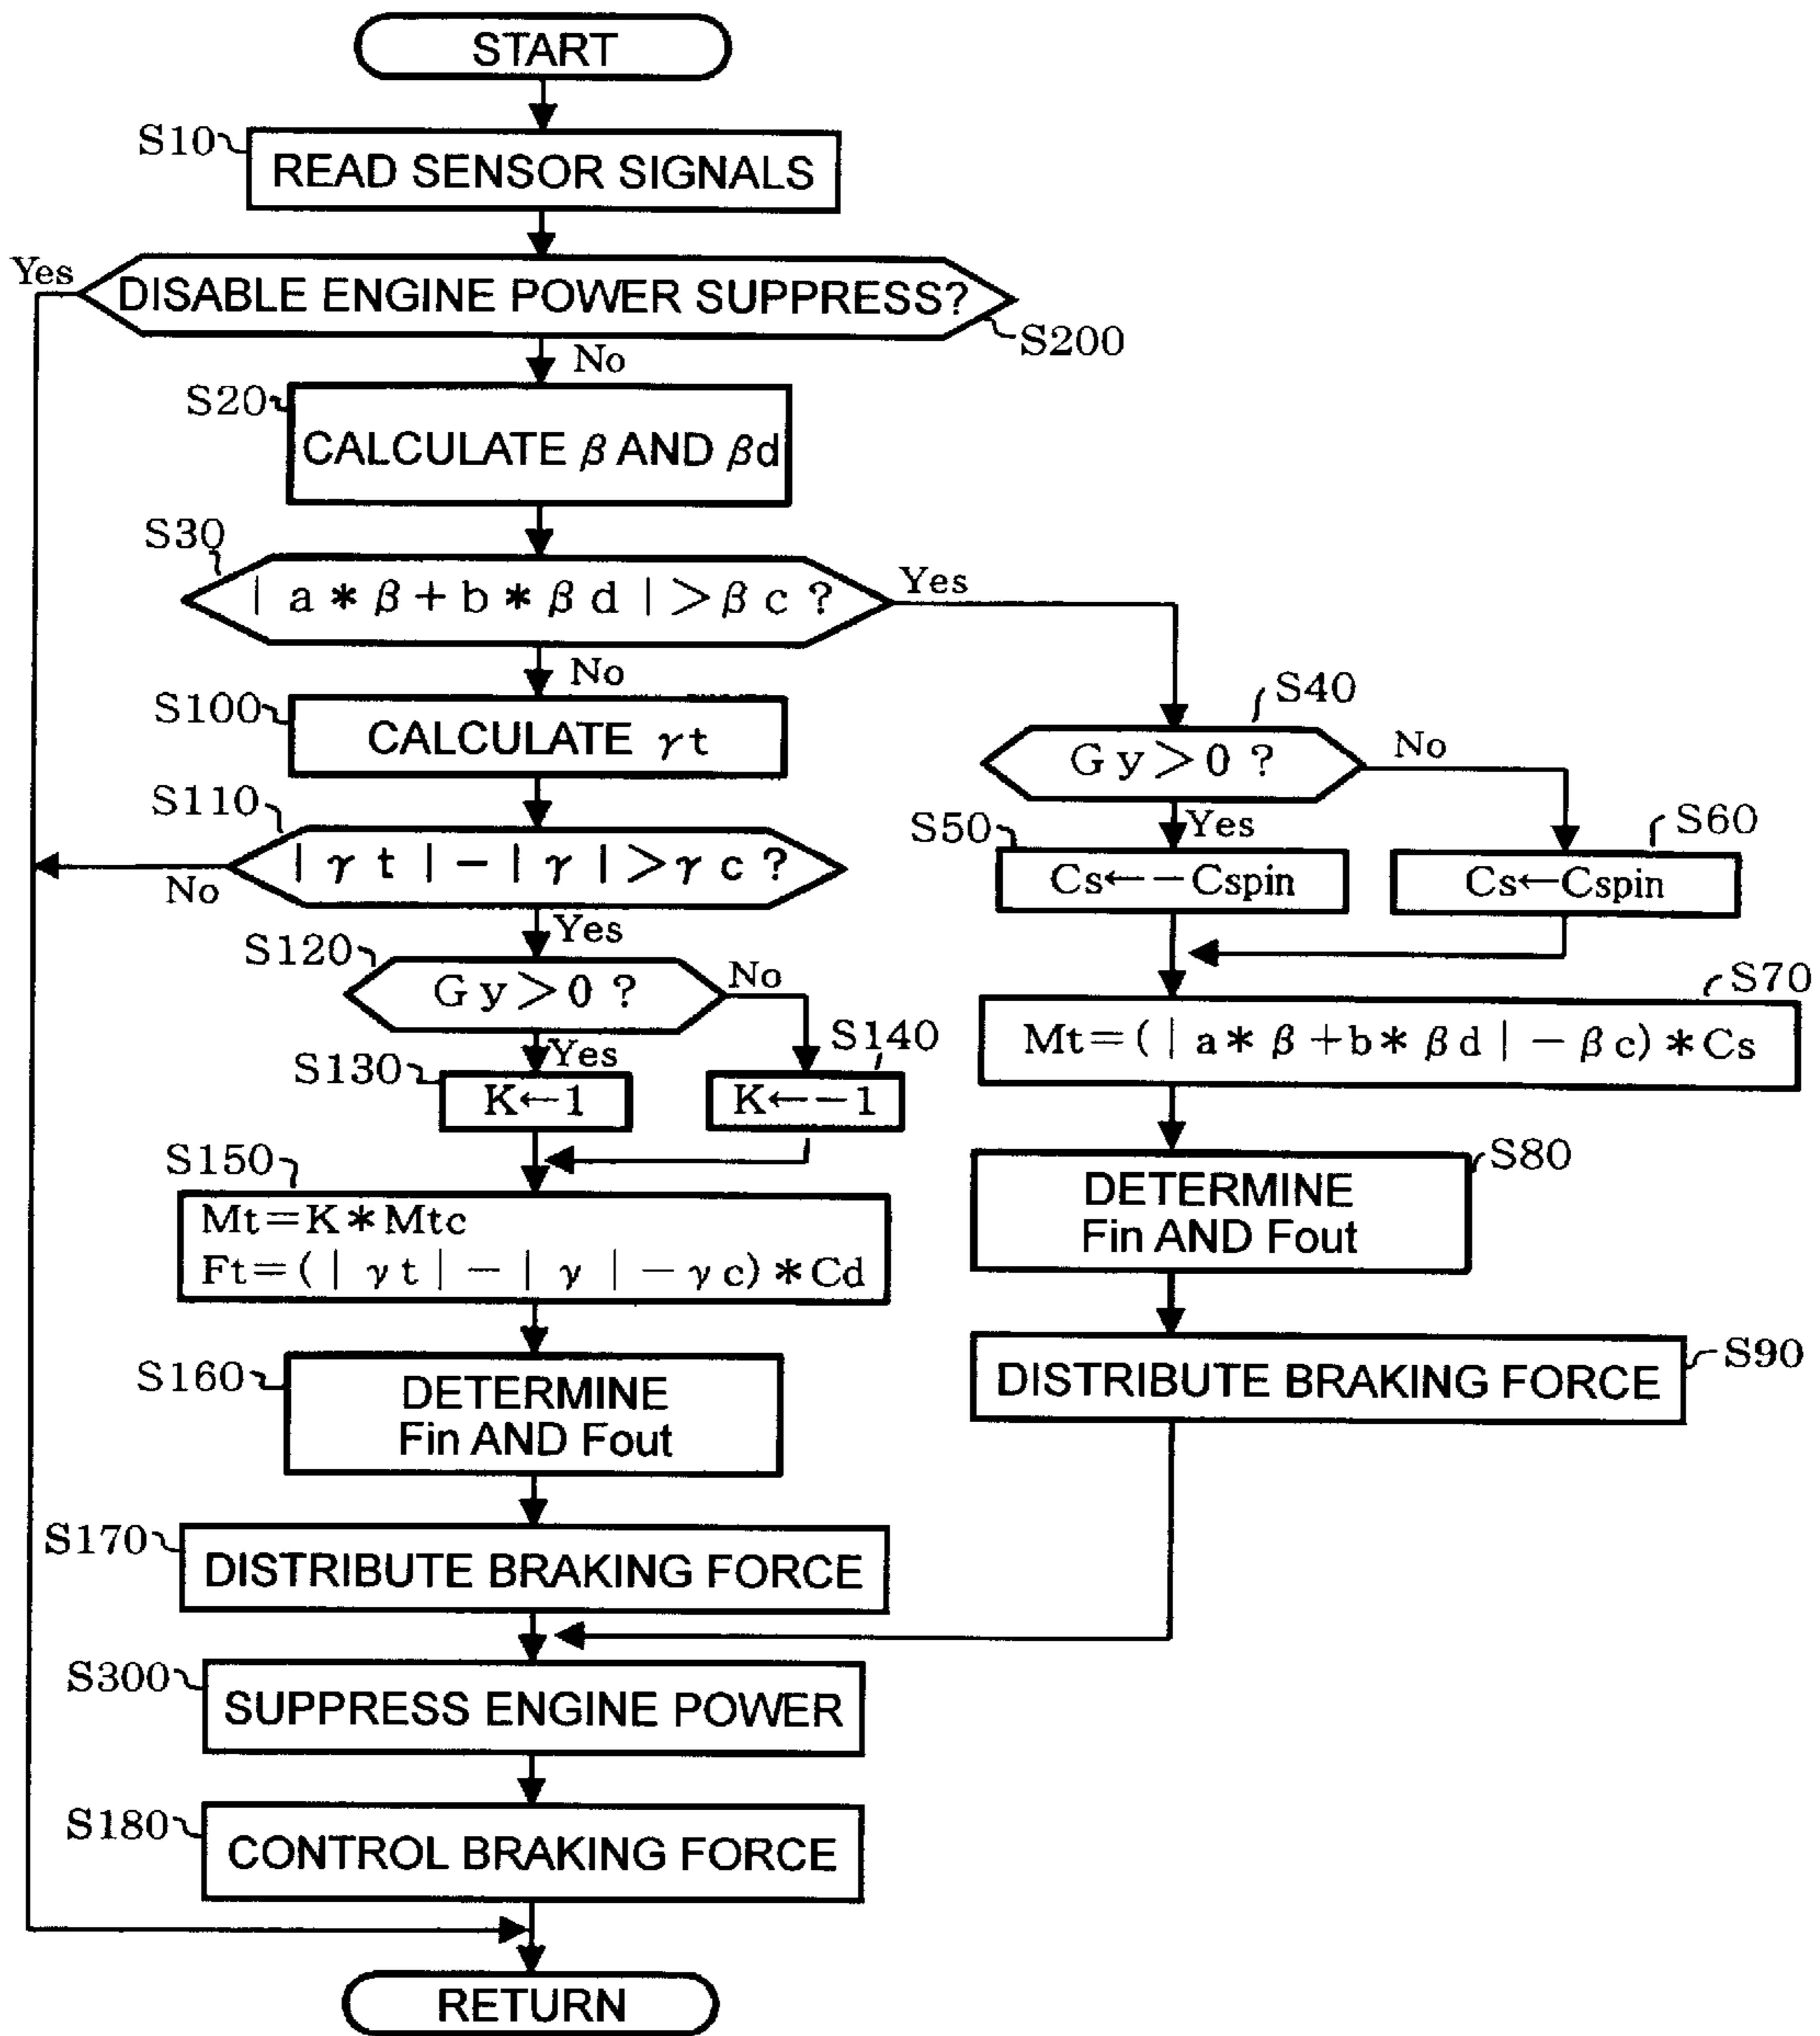 START
S10
READ SENSOR SIGNALS
Yes
DISABLE ENGINE POWER SUPPRESS?
S200
No
S20
CALCULATE β AND βd
S30
| a * β + b * β d | > β c ?
Yes
No
S100
CALCULATE γt
S40
G y > 0 ?
No
S110
| γ t | − | γ | > γ c ?
No
Yes
S50
Yes
Cs←−Cspin
S60
Cs←Cspin
S120
G y > 0 ?
No
Yes
S130
K←1
S140
K←−1
S70
Mt=( | a * β + b * β d | − β c) * Cs
S150
Mt=K * Mtc
Ft=( | γ t | − | γ | − γ c) * Cd
S80
DETERMINE
Fin AND Fout
S160
DETERMINE
Fin AND Fout
S90
DISTRIBUTE BRAKING FORCE
S170
DISTRIBUTE BRAKING FORCE
S300
SUPPRESS ENGINE POWER
S180
CONTROL BRAKING FORCE
RETURN